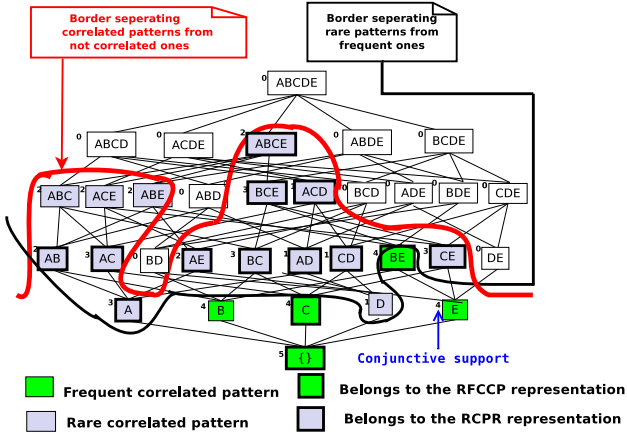 Border seperating
correlated patterns from
not correlated ones
Border seperating
rare patterns from
frequent ones
0 ABCDE
0 ABCD
0 ACDE
2 ABCE
0 ABDE
0 BCDE
2 ABC
2 ACE
2 ABE
0 ABD
3 BCE
1 ACD
0 BCD
0 ADE
0 BDE
0 CDE
2 AB
3 AC
0 BD
2 AE
3 BC
1 AD
1 CD
4 BE
3 CE
0 DE
3 A
4 B
4 C
1 D
4 E
5 {}
Conjunctive support
Frequent correlated pattern
Belongs to the RFCCP representation
Rare correlated pattern
Belongs to the RCPR representation